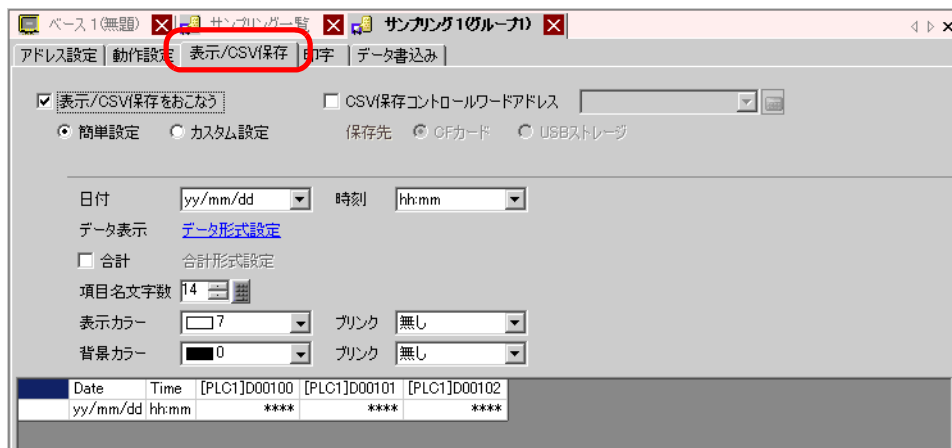 ベース1(無題) サンプリング一覧 サンプリング1(グループ1)
アドレス設定 動作設定 表示/CSV保存 印字 データ書込み
表示/CSV保存をおこなう CSV保存コントロールワードアドレス
簡単設定 カスタム設定 保存先 CFカード USBストレージ
日付 yy/mm/dd 時刻 hh:mm
データ表示 データ形式設定
合計 合計形式設定
項目名文字数 14
表示カラー 7 ブリンク 無し
背景カラー 0 ブリンク 無し
Date Time [PLC1]D00100 [PLC1]D00101 [PLC1]D00102
yy/mm/dd hh:mm **** **** ****